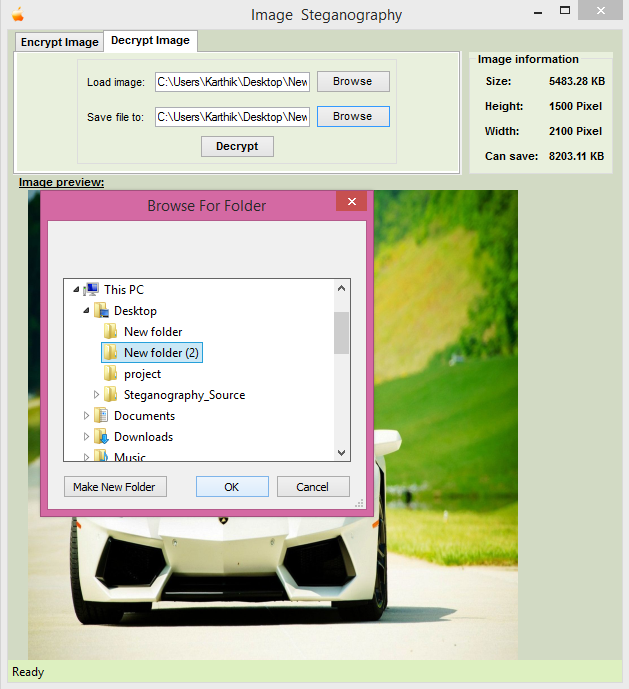 Image Steganography
Encrypt Image
Decrypt Image
Load image:
C:\Users\Karthik\Desktop\New
Browse
Save file to:
C:\Users\Karthik\Desktop\New
Browse
Decrypt
Image information
Size: 5483.28 KB
Height: 1500 Pixel
Width: 2100 Pixel
Can save: 8203.11 KB
Image preview:
Browse For Folder
This PC
Desktop
New folder
New folder (2)
project
Steganography_Source
Documents
Downloads
Music
Make New Folder
OK
Cancel
Ready